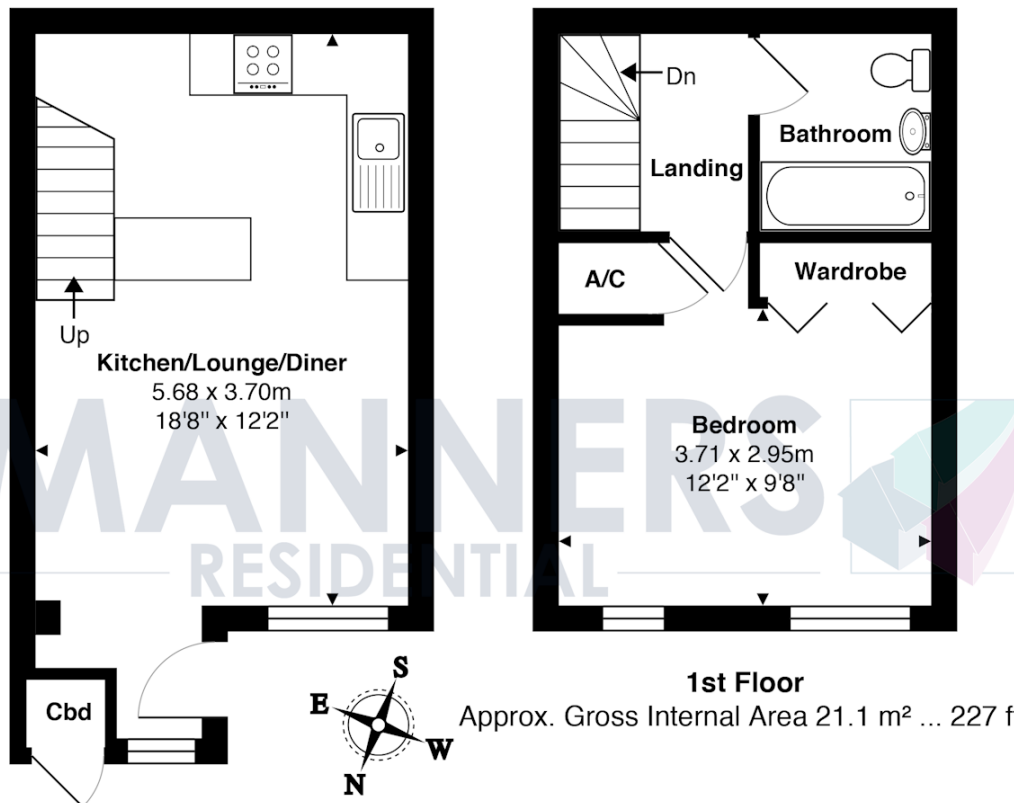 Dn
Bathroom
Landing
A/C
Wardrobe
Up
Kitchen/Lounge/Diner
5.68 x 3.70m
18'8" x 12'2"
Bedroom
3.71 x 2.95m
12'2" x 9'8"
MANNERS
RESIDENTIAL
Cbd
S
E
W
N
1st Floor
Approx. Gross Internal Area 21.1 m² ... 227 f